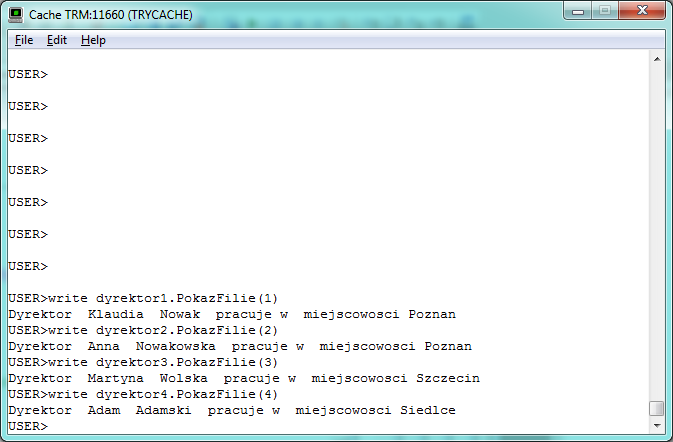 Cache TRM:11660 (TRYCACHE)
File Edit Help
USER>
USER>
USER>
USER>
USER>
USER>
USER>
USER>write dyrektor1.PokazFilie(1)
Dyrektor  Klaudia  Nowak  pracuje w  miejscowosci Poznan
USER>write dyrektor2.PokazFilie(2)
Dyrektor  Anna  Nowakowska  pracuje w  miejscowosci Poznan
USER>write dyrektor3.PokazFilie(3)
Dyrektor  Martyna  Wolska  pracuje w  miejscowosci Szczecin
USER>write dyrektor4.PokazFilie(4)
Dyrektor  Adam  Adamski  pracuje w  miejscowosci Siedlce
USER>